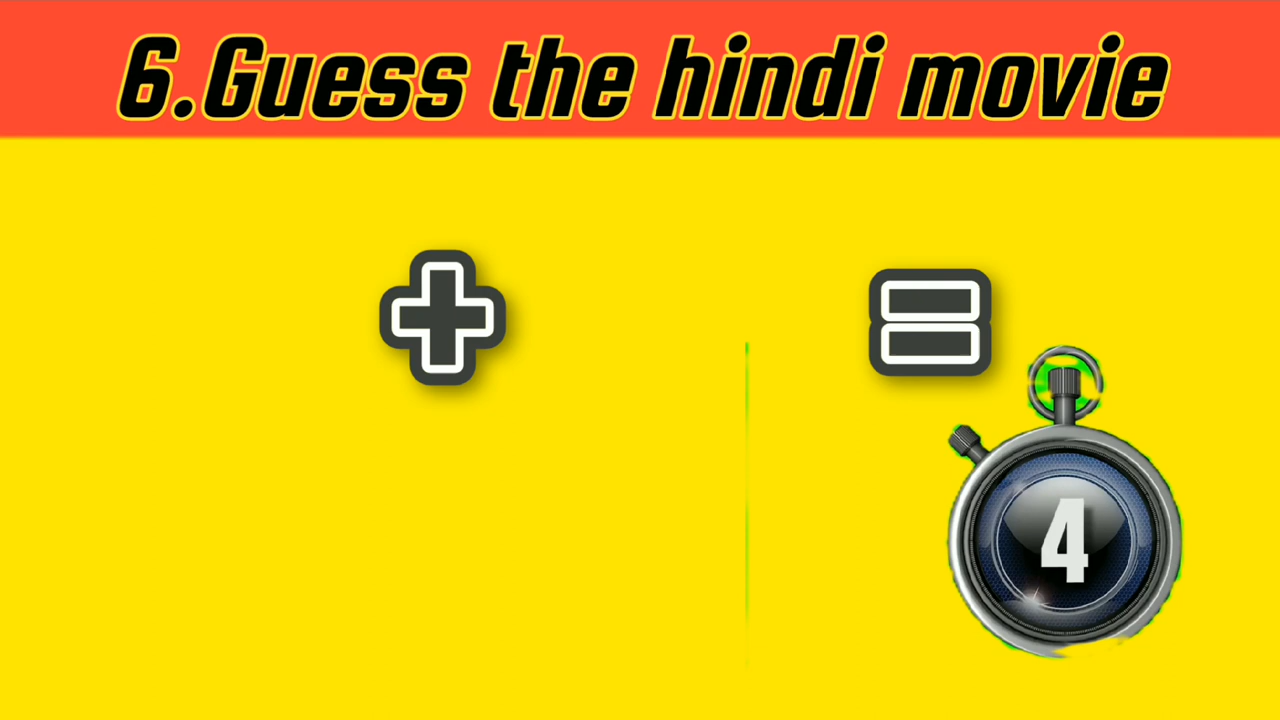 6.Guess the hindi movie
+ =
4